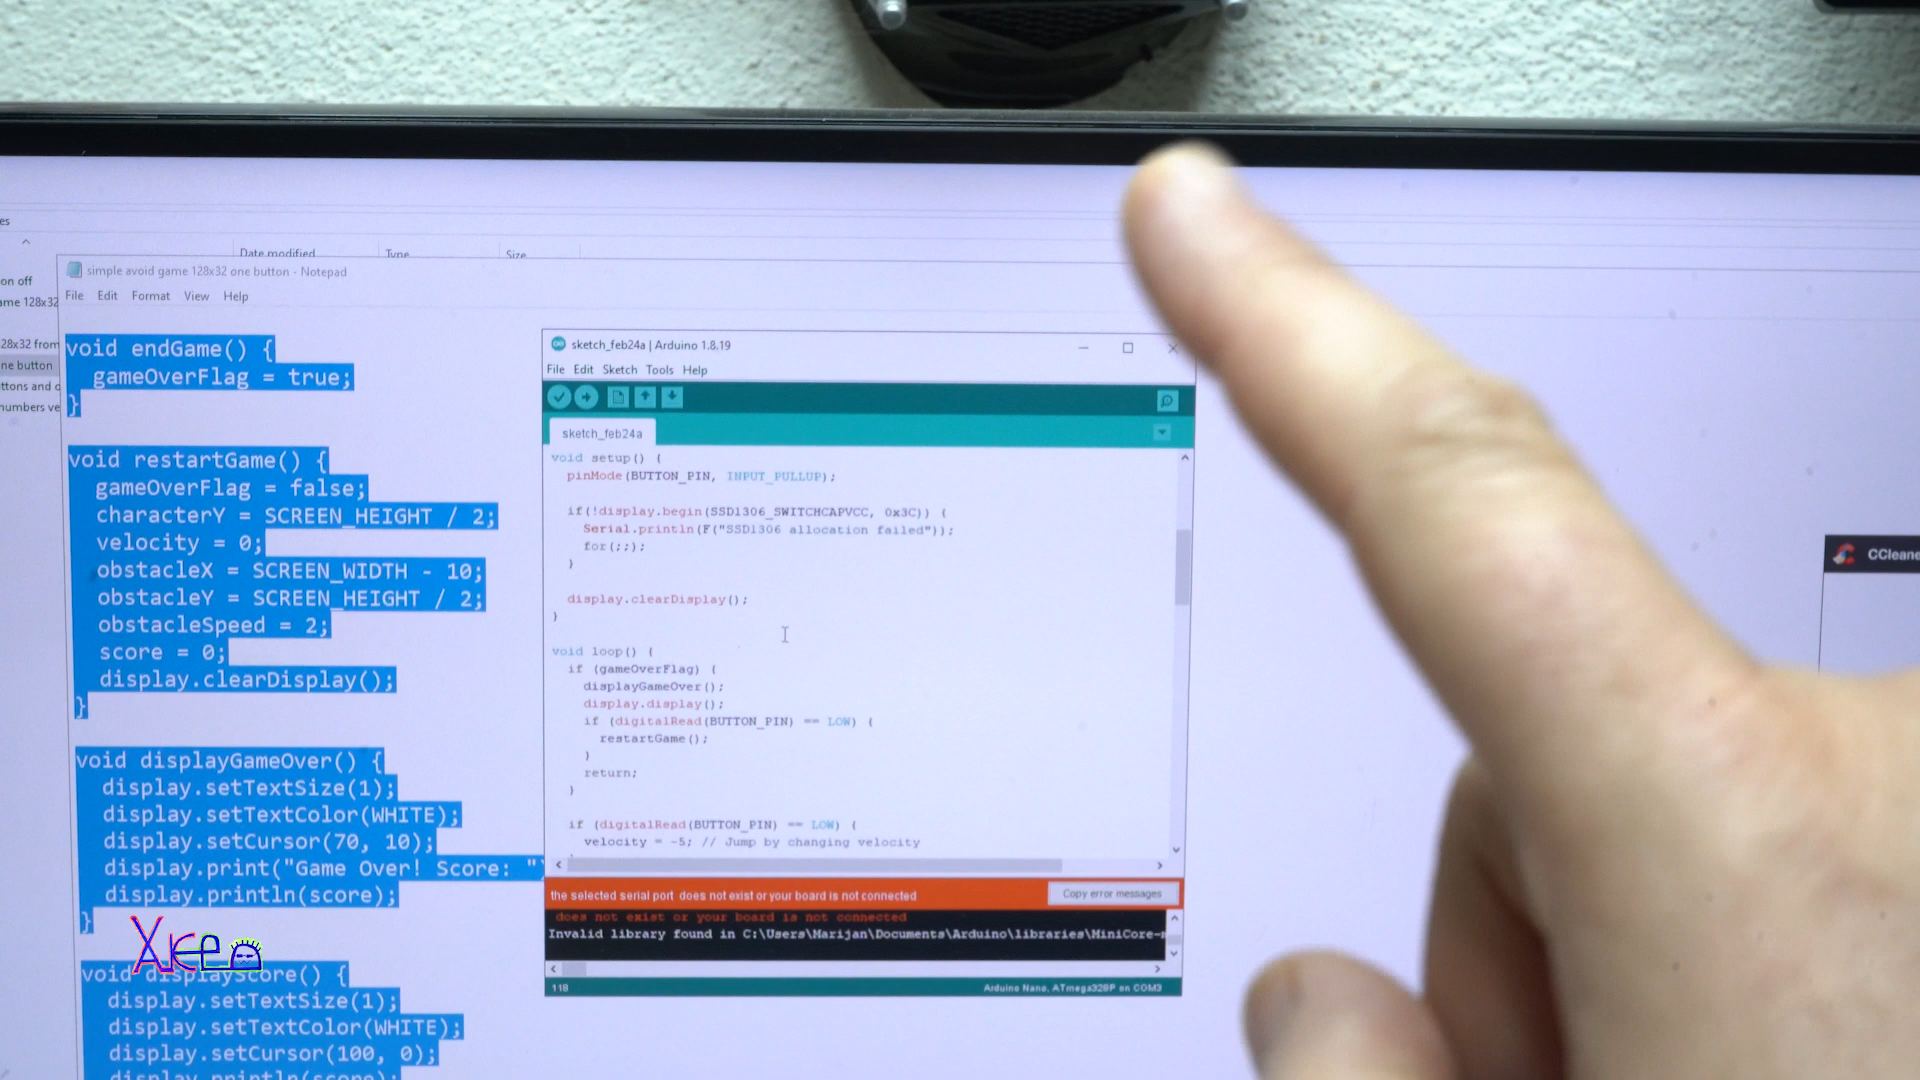 es
Date modified Type Size
simple avoid game 128x32 one button - Notepad
on off
File Edit Format View Help
ame 128x32
28x32 from
ne button
ttons and
numbers ve
void endGame() {
gameOverFlag = true;
}
void restartGame() {
gameOverFlag = false;
characterY = SCREEN_HEIGHT / 2;
velocity = 0;
obstacleX = SCREEN_WIDTH - 10;
obstacleY = SCREEN_HEIGHT / 2;
obstacleSpeed = 2;
score = 0;
display.clearDisplay();
}
void displayGameOver() {
display.setTextSize(1);
display.setTextColor(WHITE);
display.setCursor(70, 10);
display.print("Game Over! Score: ")
display.println(score);
}
Xke
void displayScore() {
display.setTextSize(1);
display.setTextColor(WHITE);
display.setCursor(100, 0);
display.println(score);
sketch_feb24a | Arduino 1.8.19
File Edit Sketch Tools Help
sketch_feb24a
void setup() {
pinMode(BUTTON_PIN, INPUT_PULLUP);
if(!display.begin(SSD1306_SWITCHCAPVCC, 0x3C)) {
Serial.println(F("SSD1306 allocation failed"));
for(;;);
}
display.clearDisplay();
}
void loop() {
if (gameOverFlag) {
displayGameOver();
display.display();
if (digitalRead(BUTTON_PIN) == LOW) {
restartGame();
}
return;
}
if (digitalRead(BUTTON_PIN) == LOW) {
velocity = -5; // Jump by changing velocity
the selected serial port does not exist or your board is not connected
Copy error messages
does not exist or your board is not connected
Invalid library found in C:\Users\Marijan\Documents\Arduino\libraries\MiniCore-
118
Arduino Nano, ATmega328P on COM3
CCleane